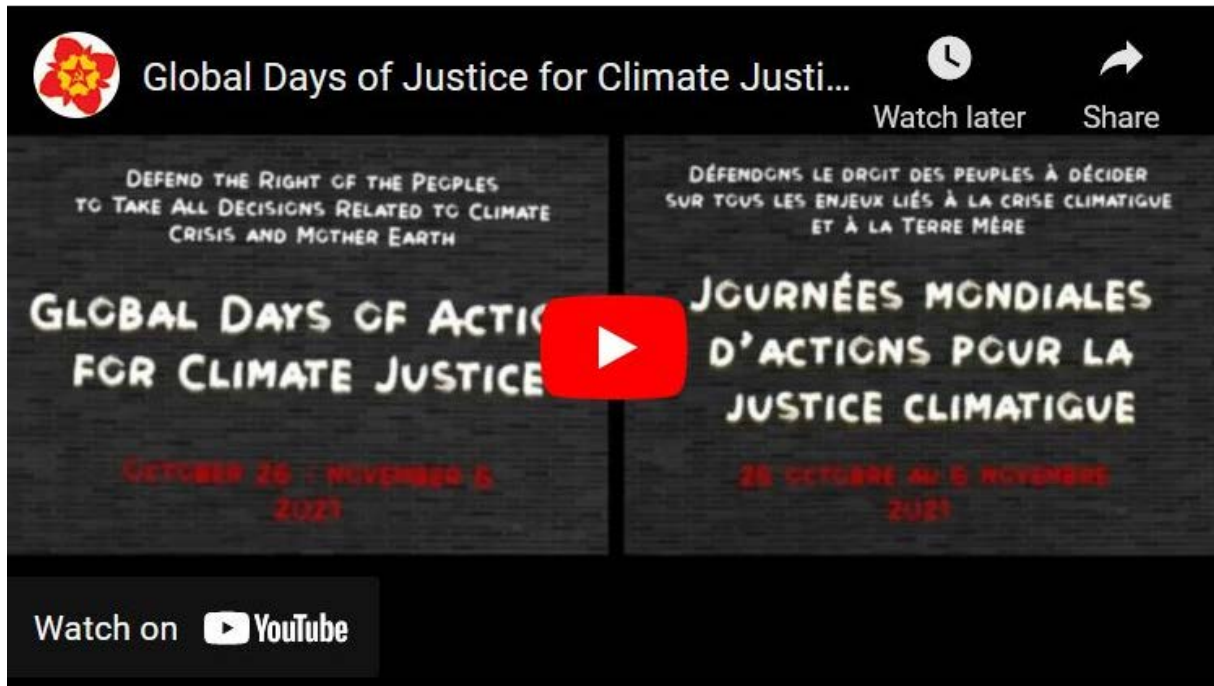 Global Days of Justice for Climate Justi...
Watch later
Share
DEFEND THE RIGHT OF THE PEOPLES
TO TAKE ALL DECISIONS RELATED TO CLIMATE
CRISIS AND MOTHER EARTH
GLOBAL DAYS OF ACTIO
FOR CLIMATE JUSTICE
OCTOBER 26 - NOVEMBER 6
2021
DÉFENDONS LE DROIT DES PEUPLES À DÉCIDER
SUR TOUS LES ENJEUX LIÉS À LA CRISE CLIMATIQUE
ET À LA TERRE MÈRE
JOURNÉES MONDIALES
D'ACTIONS POUR LA
JUSTICE CLIMATIQUE
26 OCTOBRE AU 6 NOVEMBRE
2021
Watch on YouTube